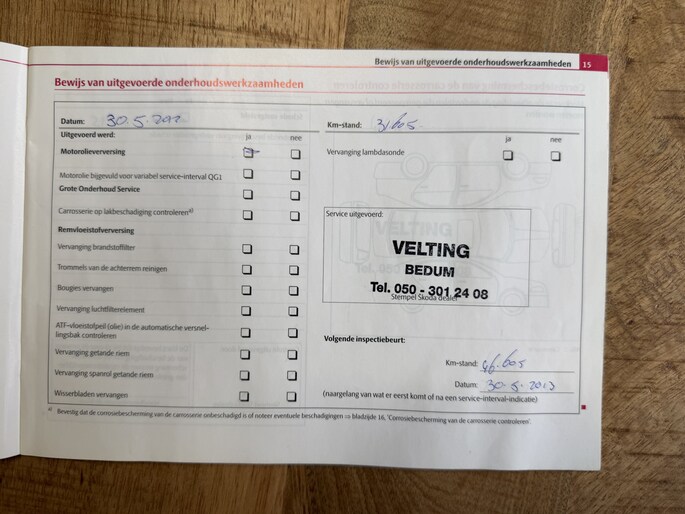 Bewijs van uitgevoerde onderhoudswerkzaamheden 15
Bewijs van uitgevoerde onderhoudswerkzaamheden
Datum: 30.5.
Km-stand:
Uitgevoerd werd: ja nee
ja nee
Motorolieverversing
Vervanging lambdasonde
Motorolie bijgevuld voor variabel service-interval QG1
Grote Onderhoud Service
Carrosserie op lakbeschadiging controleren a)
Remvloeistofverversing
Vervanging brandstoffilter
Trommels van de achterrem reinigen
Bougies vervangen
Vervanging luchtfilterelement
ATF-vloeistofpeil (olie) in de automatische versnel-
lingsbak controleren
Vervanging getande riem
Vervanging spanrol getande riem
Wisserbladen vervangen
Service uitgevoerd:
VELTING
BEDUM
Tel. 050 - 301 24 08
Stempel Škoda dealer
Volgende inspectiebeurt:
Km-stand:
Datum: 30.5.2013
(naargelang van wat er eerst komt of na een service-interval-indicatie)
a) Bevestig dat de corrosiebescherming van de carrosserie onbeschadigd is of noteer eventuele beschadigingen ⇒ bladzijde 16, 'Corrosiebescherming van de carrosserie controleren'.